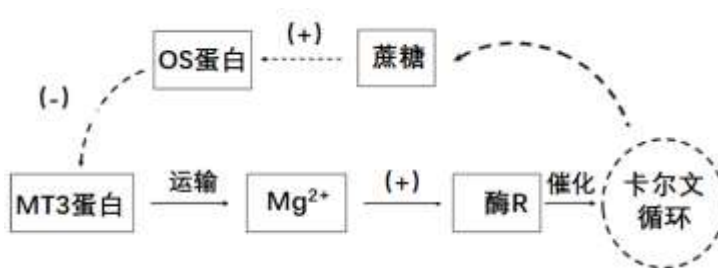 (+)
OS蛋白
蔗糖
(-)
运输
(+)
催化
MT3蛋白
Mg²⁺
酶R
卡尔文
循环